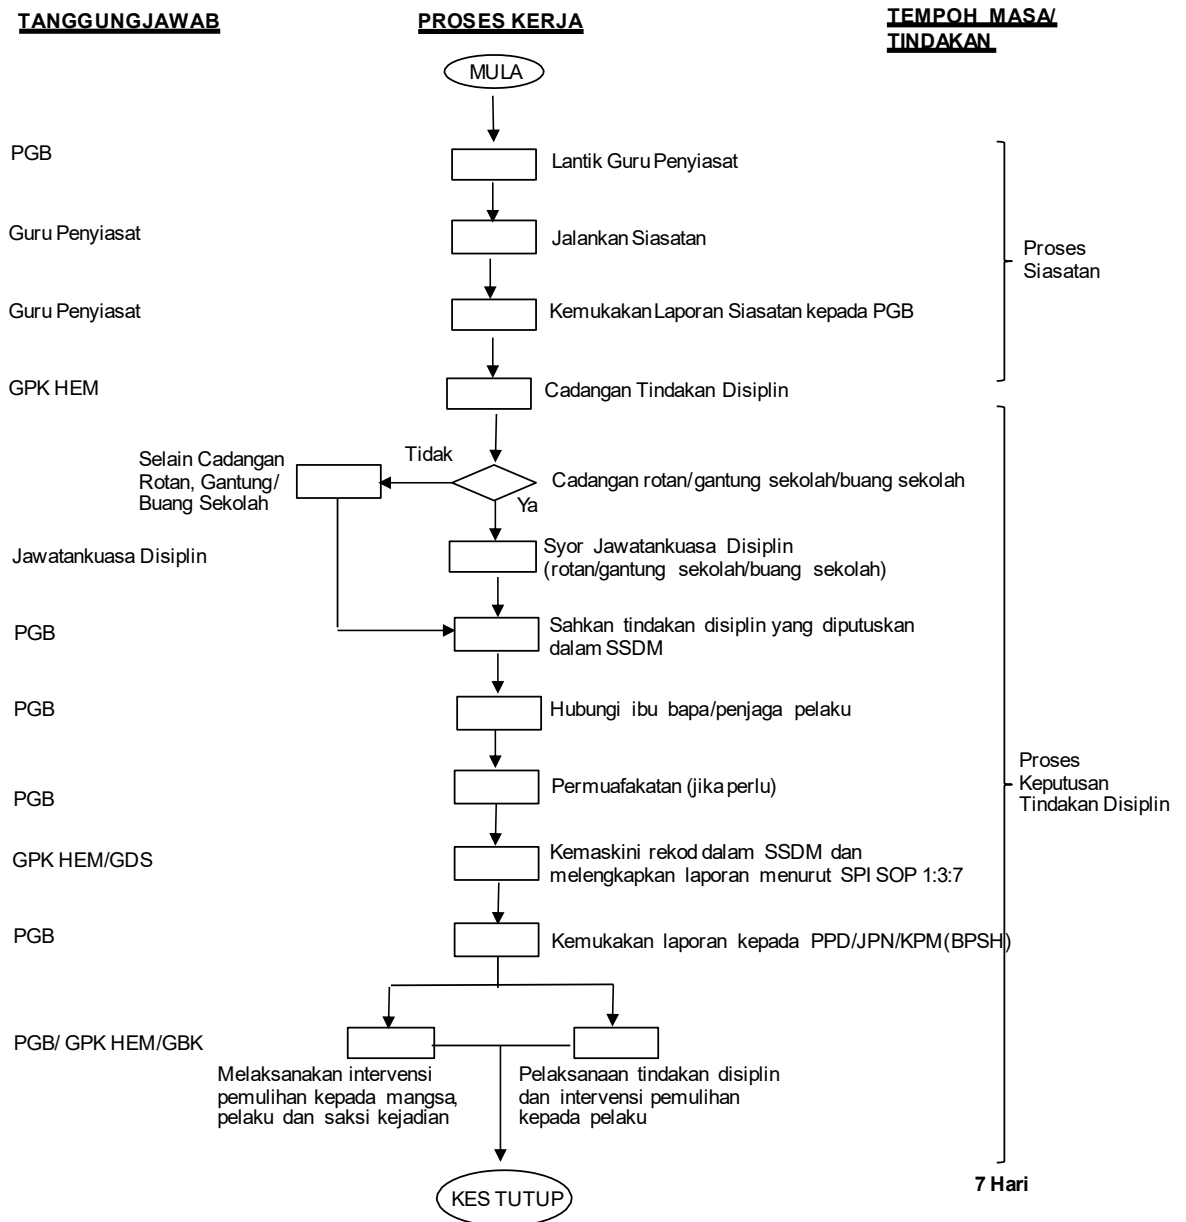 TANGGUNGJAWAB
PROSES KERJA
TEMPOH MASA/
TINDAKAN
MULA
PGB
Lantik Guru Penyiasat
Guru Penyiasat
Jalankan Siasatan
Proses
Siasatan
Guru Penyiasat
Kemukakan Laporan Siasatan kepada PGB
GPK HEM
Cadangan Tindakan Disiplin
Selain Cadangan
Rotan, Gantung/
Buang Sekolah
Tidak
Cadangan rotan/gantung sekolah/buang sekolah
Ya
Jawatankuasa Disiplin
Syor Jawatankuasa Disiplin
(rotan/gantung sekolah/buang sekolah)
PGB
Sahkan tindakan disiplin yang diputuskan
dalam SSDM
PGB
Hubungi ibu bapa/penjaga pelaku
Proses
Keputusan
Tindakan Disiplin
PGB
Permuafakatan (jika perlu)
GPK HEM/GDS
Kemaskini rekod dalam SSDM dan
melengkapkan laporan menurut SPI SOP 1:3:7
PGB
Kemukakan laporan kepada PPD/JPN/KPM(BPSH)
PGB/ GPK HEM/GBK
Melaksanakan intervensi
pemulihan kepada mangsa,
pelaku dan saksi kejadian
Pelaksanaan tindakan disiplin
dan intervensi pemulihan
kepada pelaku
7 Hari
KES TUTUP